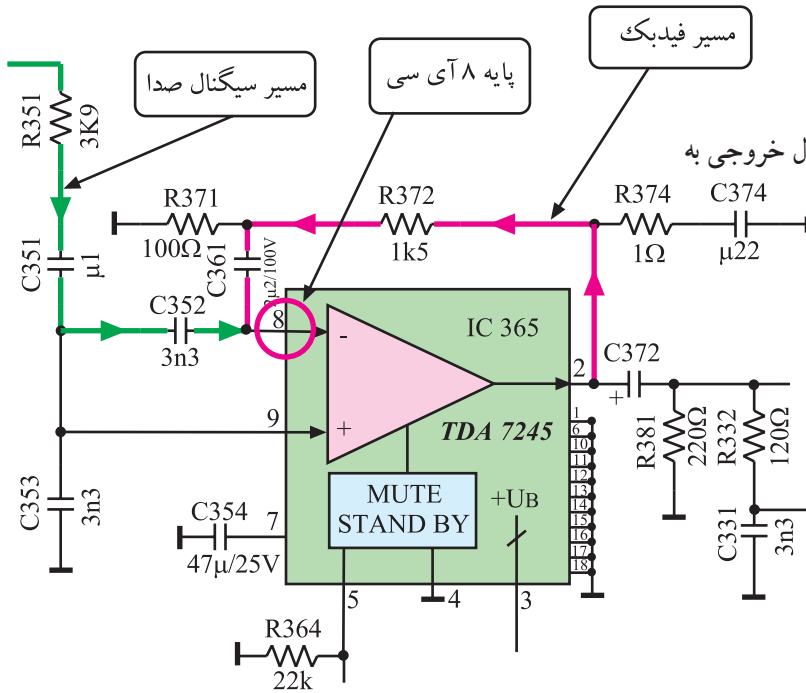 مسیر فیدبک
پایه ۸ آی سی
مسیر سیگنال صدا
ل خروجی به
R351
3K9
R371
100Ω
R372
1k5
R374
1Ω
C374
μ22
C351
μ1
C361
2μ2/100V
C352
3n3
8
-
IC 365
2
C372
+
9
+
TDA 7245
1
6
10
11
12
13
14
15
16
17
18
R381
220Ω
R332
120Ω
C353
3n3
C354
47μ/25V
7
MUTE
STAND BY
+UB
C331
3n3
5
4
3
R364
22k